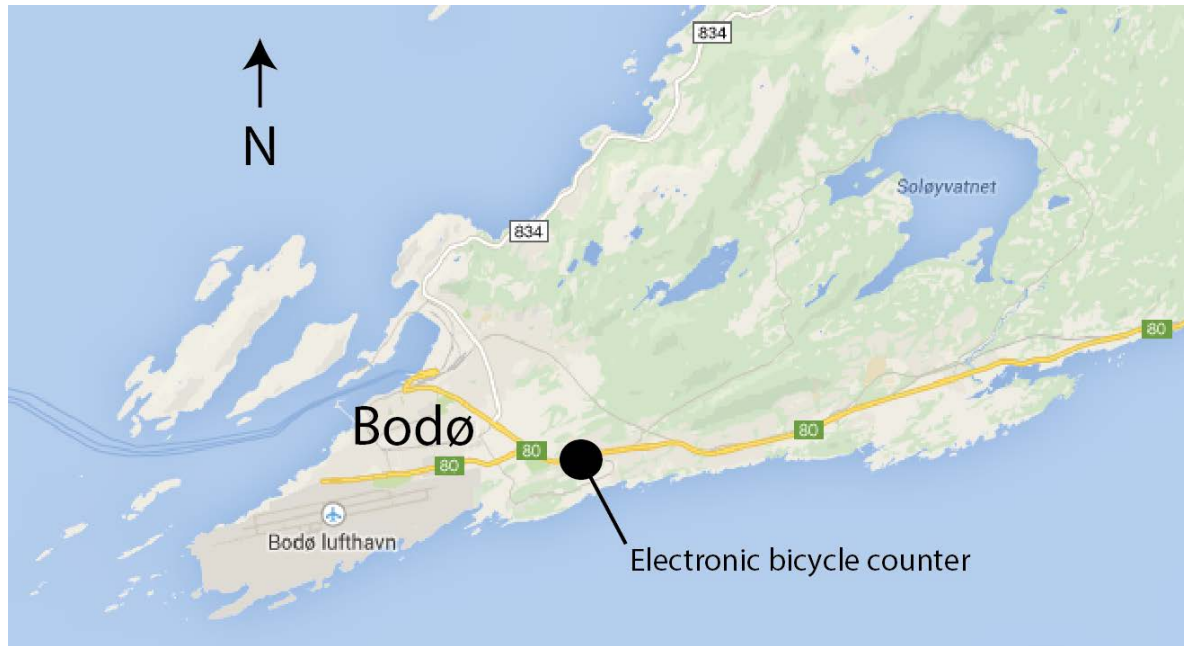 834
N
Soløyvatnet
834
80
Bodø
80
80
80
Bodø lufthavn
Electronic bicycle counter